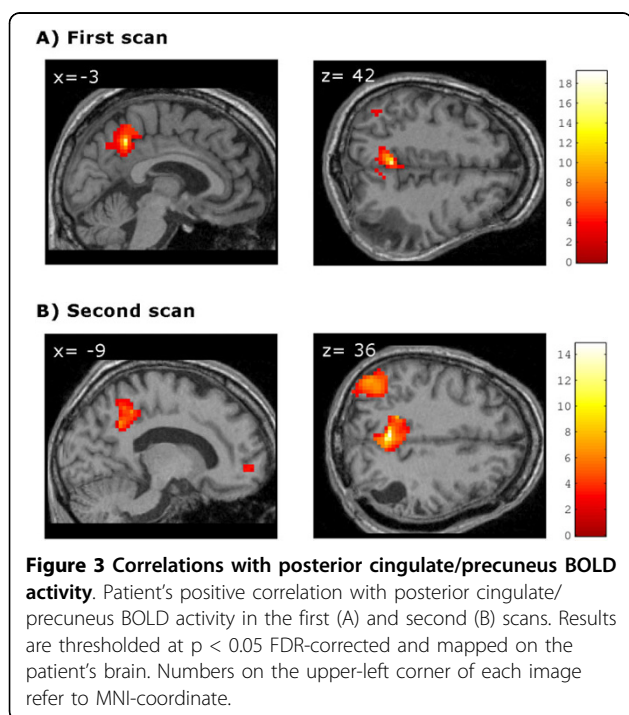 A) First scan
x=-3
z= 42
18
16
14
12
10
8
6
4
2
0
B) Second scan
x= -9
z= 36
14
12
10
8
6
4
2
0
Figure 3 Correlations with posterior cingulate/precuneus BOLD
activity. Patient's positive correlation with posterior cingulate/
precuneus BOLD activity in the first (A) and second (B) scans. Results
are thresholded at p < 0.05 FDR-corrected and mapped on the
patient's brain. Numbers on the upper-left corner of each image
refer to MNI-coordinate.